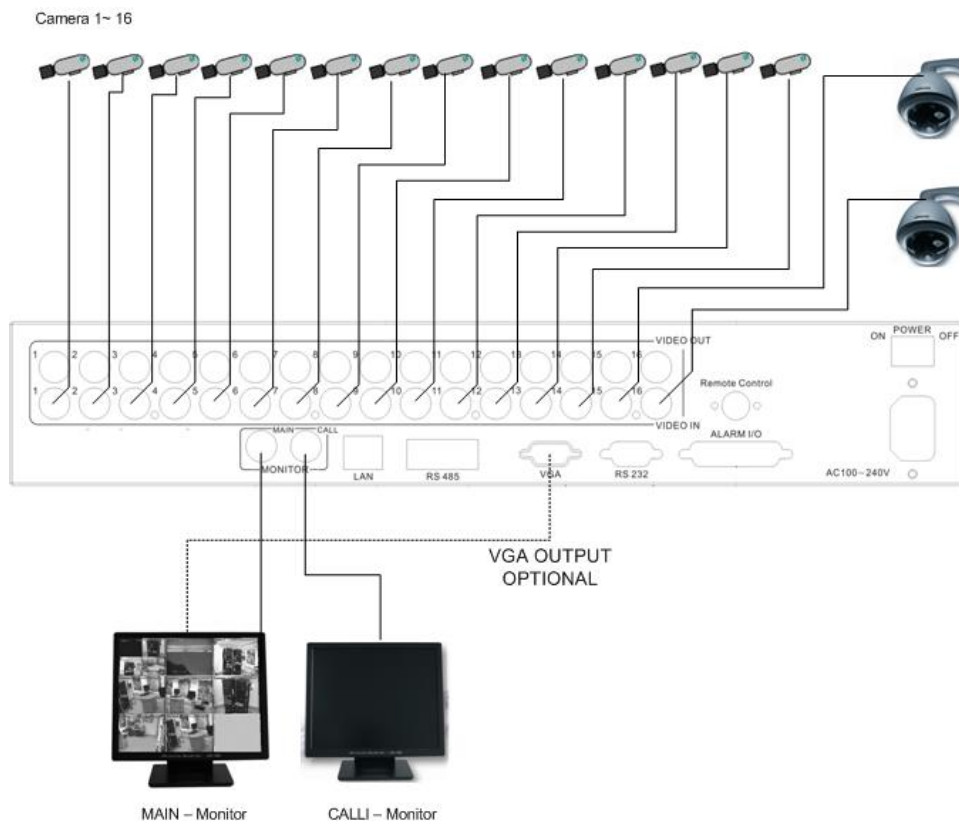 Camera 1~ 16
ON POWER OFF
1 2 3 4 5 6 7 8 9 10 11 12 13 14 15 16 VIDEO OUT
1 2 3 4 5 6 7 8 9 10 11 12 13 14 15 16
Remote Control
VIDEO IN
MAIN CALL
ALARM I/O
MONITOR
LAN
RS 485
VGA
RS 232
AC100~240V
VGA OUTPUT
OPTIONAL
MAIN – Monitor
CALLI – Monitor